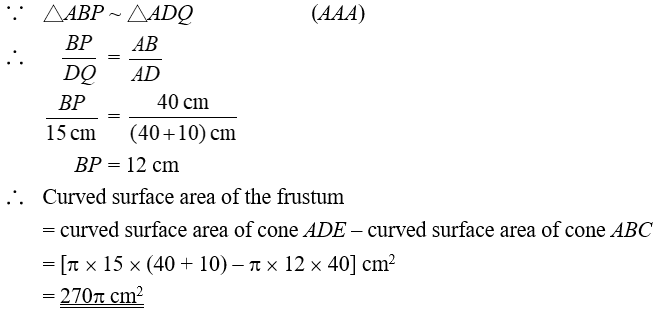 ∵ △ABP ~ △ADQ (AAA)
∴ BP/DQ = AB/AD
BP/15 cm = 40 cm/(40+10) cm
BP = 12 cm
∴ Curved surface area of the frustum
= curved surface area of cone ADE – curved surface area of cone ABC
= [π × 15 × (40 + 10) – π × 12 × 40] cm²
= 270π cm²